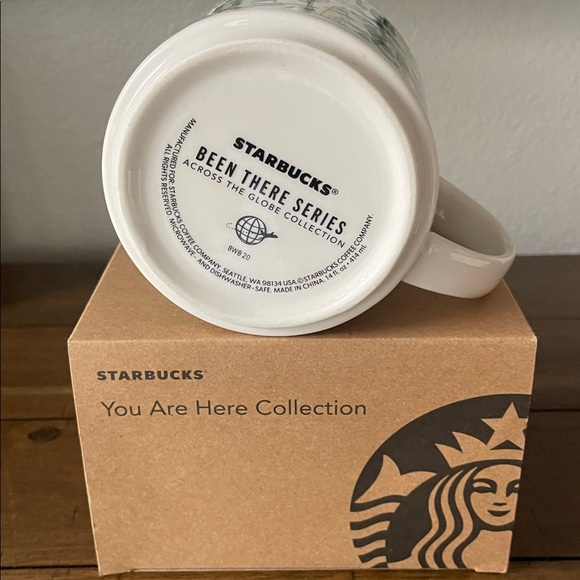 STARBUCKS®
BEEN THERE SERIES
ACROSS THE GLOBE COLLECTION
BWB 20
MANUFACTURED FOR: STARBUCKS COFFEE COMPANY, SEATTLE, WA 98134 USA.©STARBUCKS COFFEE COMPANY.
ALL RIGHTS RESERVED. MICROWAVE- AND DISHWASHER-SAFE. MADE IN CHINA. 14 fl. oz • 414 mL
STARBUCKS®
You Are Here Collection